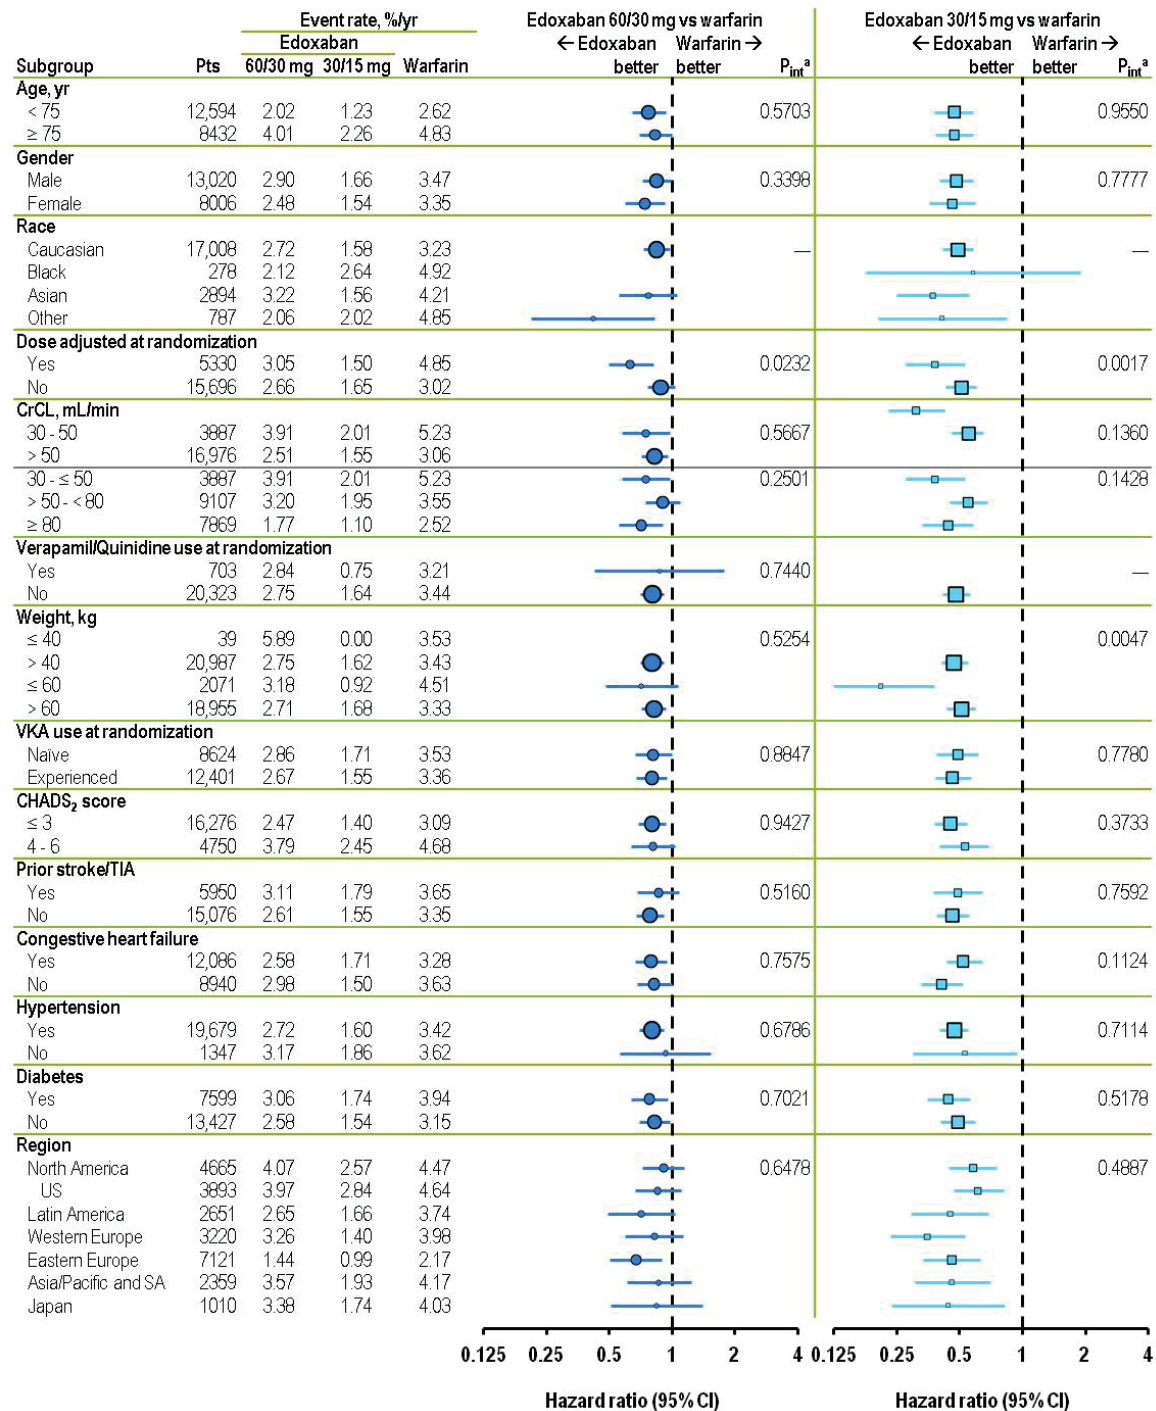 Event rate, %/yr Edoxaban 60/30 mg vs warfarin Edoxaban 30/15 mg vs warfarin
Edoxaban ← Edoxaban Warfarin → ← Edoxaban Warfarin →
Subgroup Pts 60/30 mg 30/15 mg Warfarin better better Pintᵃ better better Pintᵃ
Age, yr
< 75 12,594 2.02 1.23 2.62 0.5703 0.9550
≥ 75 8432 4.01 2.26 4.83
Gender
Male 13,020 2.90 1.66 3.47 0.3398 0.7777
Female 8006 2.48 1.54 3.35
Race
Caucasian 17,008 2.72 1.58 3.23 — —
Black 278 2.12 2.64 4.92
Asian 2894 3.22 1.56 4.21
Other 787 2.06 2.02 4.85
Dose adjusted at randomization
Yes 5330 3.05 1.50 4.85 0.0232 0.0017
No 15,696 2.66 1.65 3.02
CrCL, mL/min
30 - 50 3887 3.91 2.01 5.23 0.5667 0.1360
> 50 16,976 2.51 1.55 3.06
30 - ≤ 50 3887 3.91 2.01 5.23 0.2501 0.1428
> 50 - < 80 9107 3.20 1.95 3.55
≥ 80 7869 1.77 1.10 2.52
Verapamil/Quinidine use at randomization
Yes 703 2.84 0.75 3.21 0.7440 —
No 20,323 2.75 1.64 3.44
Weight, kg
≤ 40 39 5.89 0.00 3.53 0.5254 0.0047
> 40 20,987 2.75 1.62 3.43
≤ 60 2071 3.18 0.92 4.51
> 60 18,955 2.71 1.68 3.33
VKA use at randomization
Naïve 8624 2.86 1.71 3.53 0.8847 0.7780
Experienced 12,401 2.67 1.55 3.36
CHADS₂ score
≤ 3 16,276 2.47 1.40 3.09 0.9427 0.3733
4 - 6 4750 3.79 2.45 4.68
Prior stroke/TIA
Yes 5950 3.11 1.79 3.65 0.5160 0.7592
No 15,076 2.61 1.55 3.35
Congestive heart failure
Yes 12,086 2.58 1.71 3.28 0.7575 0.1124
No 8940 2.98 1.50 3.63
Hypertension
Yes 19,679 2.72 1.60 3.42 0.6786 0.7114
No 1347 3.17 1.86 3.62
Diabetes
Yes 7599 3.06 1.74 3.94 0.7021 0.5178
No 13,427 2.58 1.54 3.15
Region
North America 4665 4.07 2.57 4.47 0.6478 0.4887
US 3893 3.97 2.84 4.64
Latin America 2651 2.65 1.66 3.74
Western Europe 3220 3.26 1.40 3.98
Eastern Europe 7121 1.44 0.99 2.17
Asia/Pacific and SA 2359 3.57 1.93 4.17
Japan 1010 3.38 1.74 4.03
0.125 0.25 0.5 1 2 4 0.125 0.25 0.5 1 2 4
Hazard ratio (95% CI) Hazard ratio (95% CI)